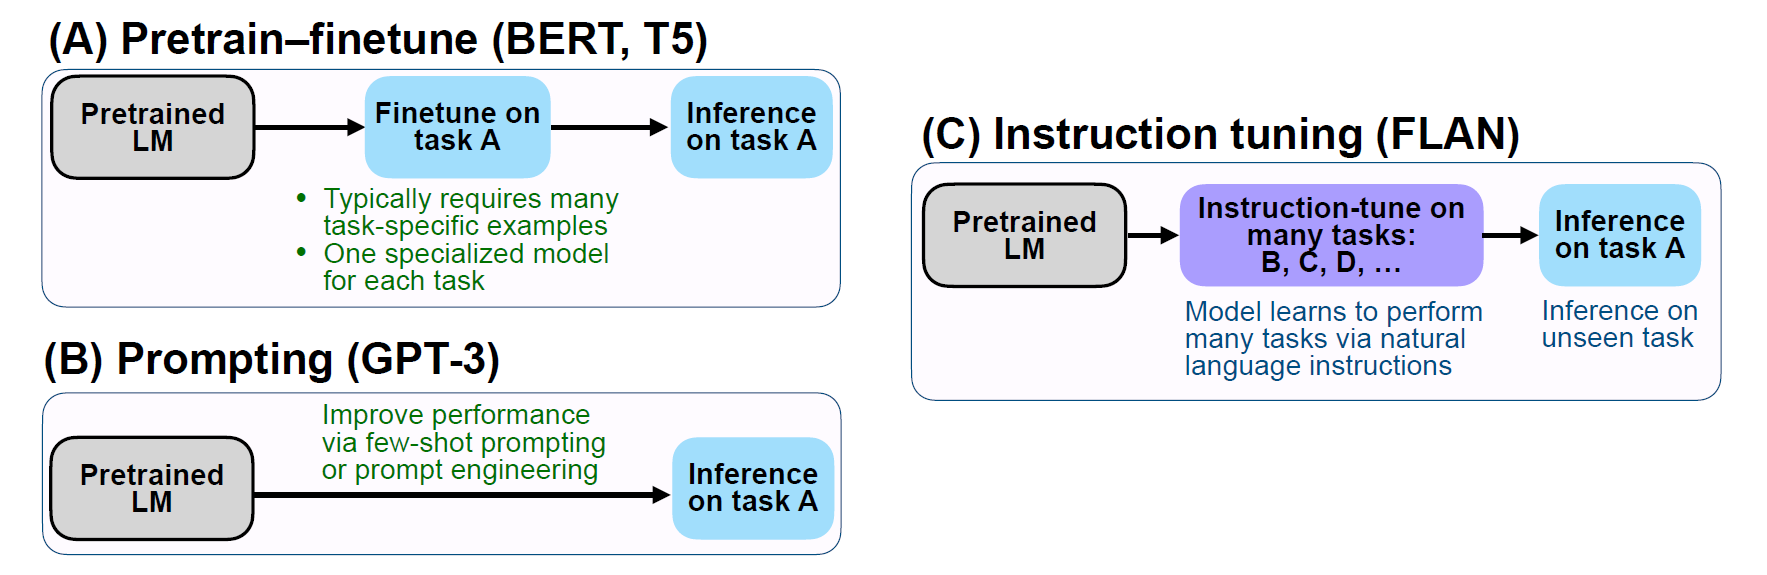 (A) Pretrain–finetune (BERT, T5)
Pretrained
LM
Finetune on
task A
Inference
on task A
• Typically requires many
task-specific examples
• One specialized model
for each task
(B) Prompting (GPT-3)
Pretrained
LM
Improve performance
via few-shot prompting
or prompt engineering
Inference
on task A
(C) Instruction tuning (FLAN)
Pretrained
LM
Instruction-tune on
many tasks:
B, C, D, …
Inference
on task A
Model learns to perform
many tasks via natural
language instructions
Inference on
unseen task